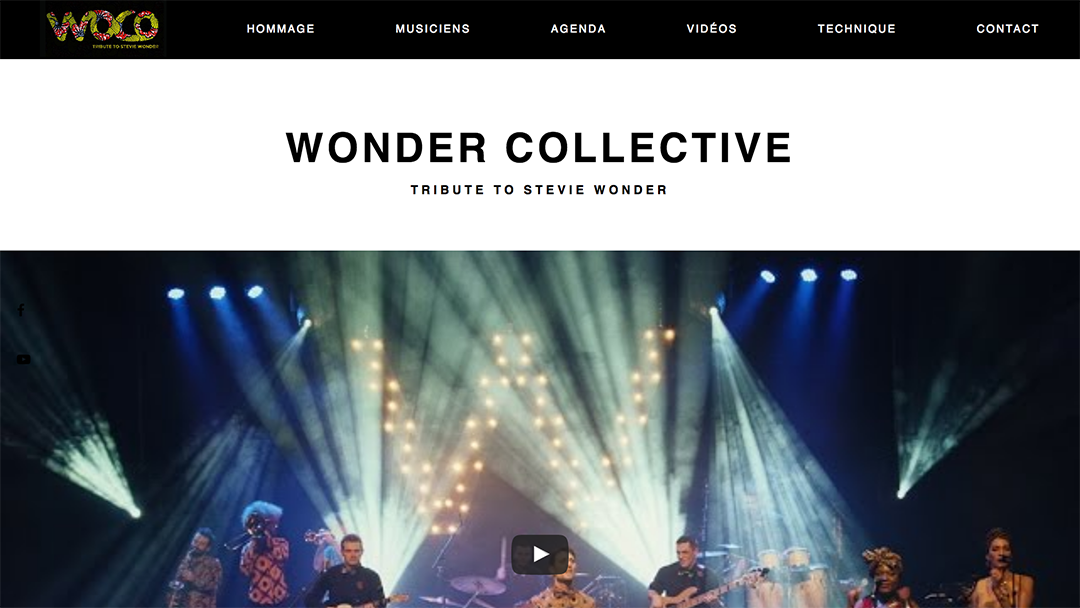 WOCO
TRIBUTE TO STEVIE WONDER
HOMMAGE MUSICIENS AGENDA VIDÉOS TECHNIQUE CONTACT
WONDER COLLECTIVE
TRIBUTE TO STEVIE WONDER